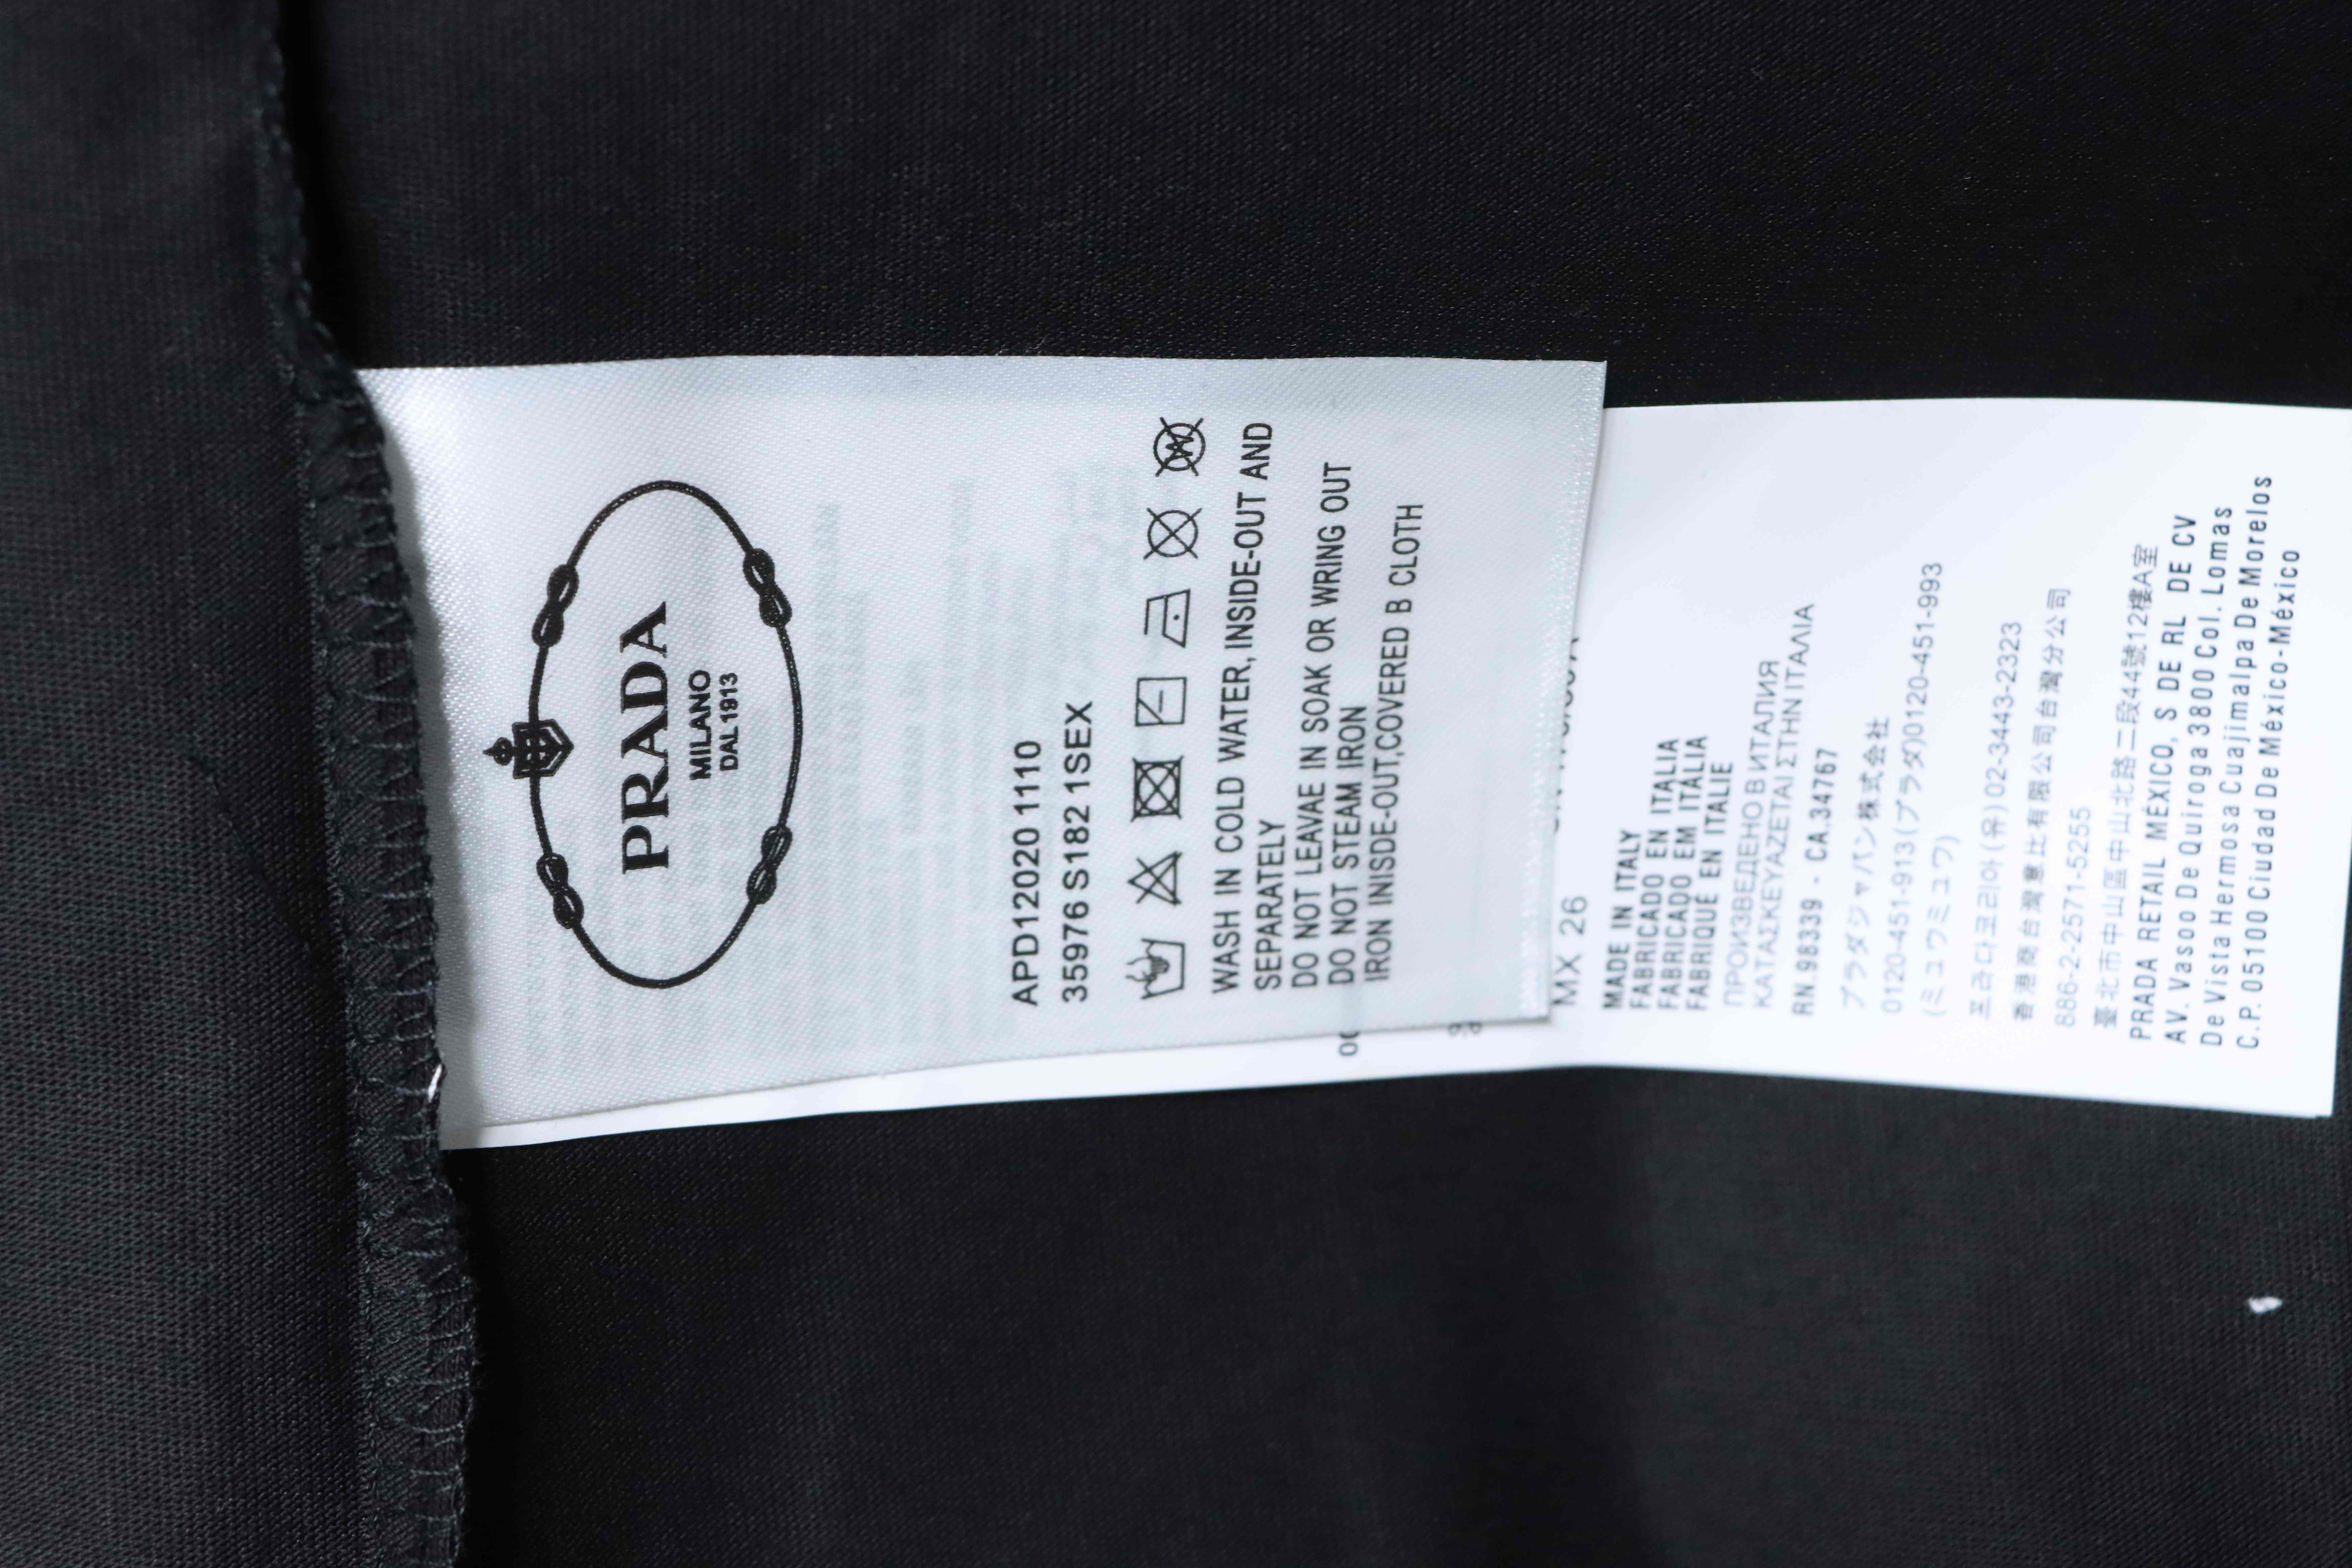 PRADA
MILANO
DAL 1913
APD12020 1110
35976 S182 1SEX
WASH IN COLD WATER, INSIDE-OUT AND
SEPARATELY
DO NOT LEAVAE IN SOAK OR WRING OUT
DO NOT STEAM IRON
IRON INISDE-OUT,COVERED B CLOTH
MX 26
MADE IN ITALY
FABRICADO EN ITALIA
FABRICADO EM ITALIA
FABRIQUÉ EN ITALIE
ПРОИЗВЕДЕНО В ИТАЛИЯ
ΚΑΤΑΣΚΕΥΑΖΕΤΑΙ ΣΤΗΝ ΙΤΑΛΙΑ
RN.98339 - CA.34767
プラダジャパン株式会社
0120-451-913(プラダ)0120-451-993
(ミュウミュウ)
프라다코리아(유)02-3443-2323
香港商台灣意比有限公司台灣分公司
886-2-2571-5255
臺北市中山區中山北路二段44號12樓A室
PRADA RETAIL MÉXICO, S DE RL DE CV
AV. Vasoo De Quiroga 3800 Col. Lomas
De Vista Hermosa Cuajimalpa De Morelos
C.P.05100 Ciudad De México-México